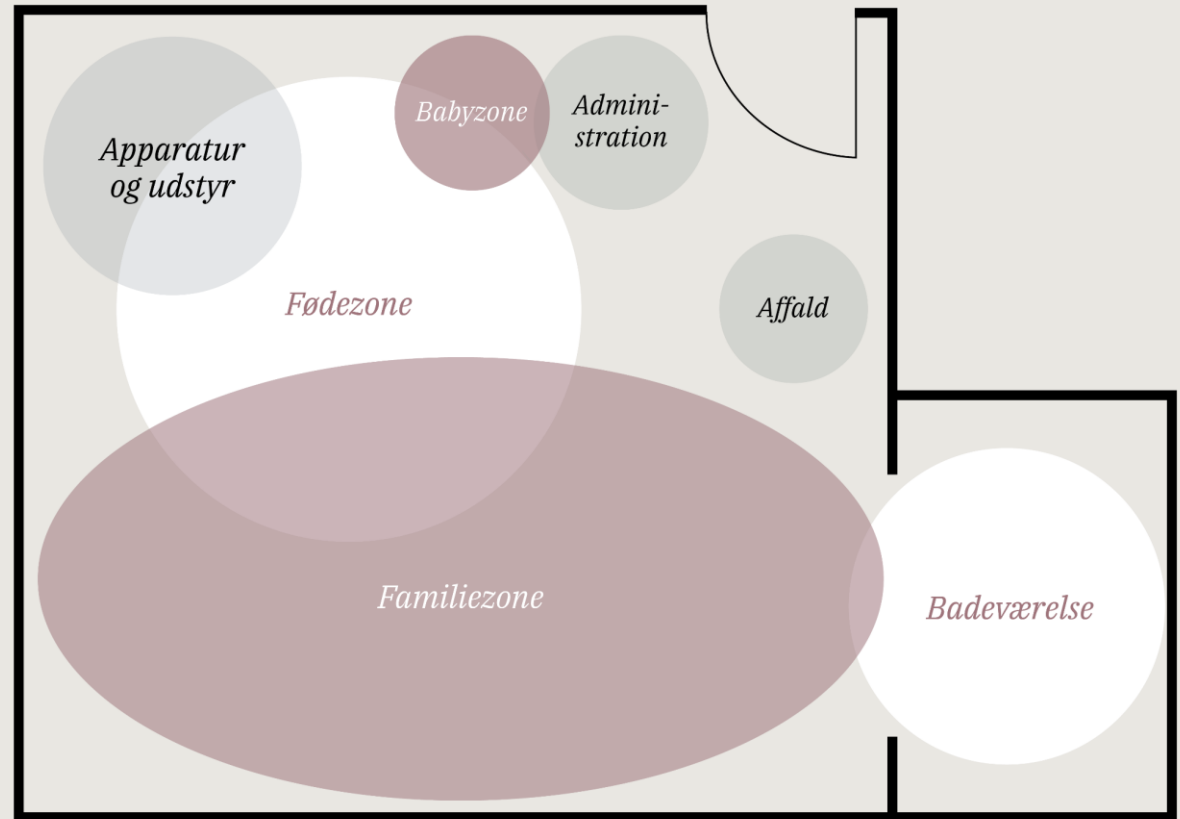 Babyzone
Admini-
stration
Apparatur
og udstyr
Fødezone
Affald
Familiezone
Badeværelse